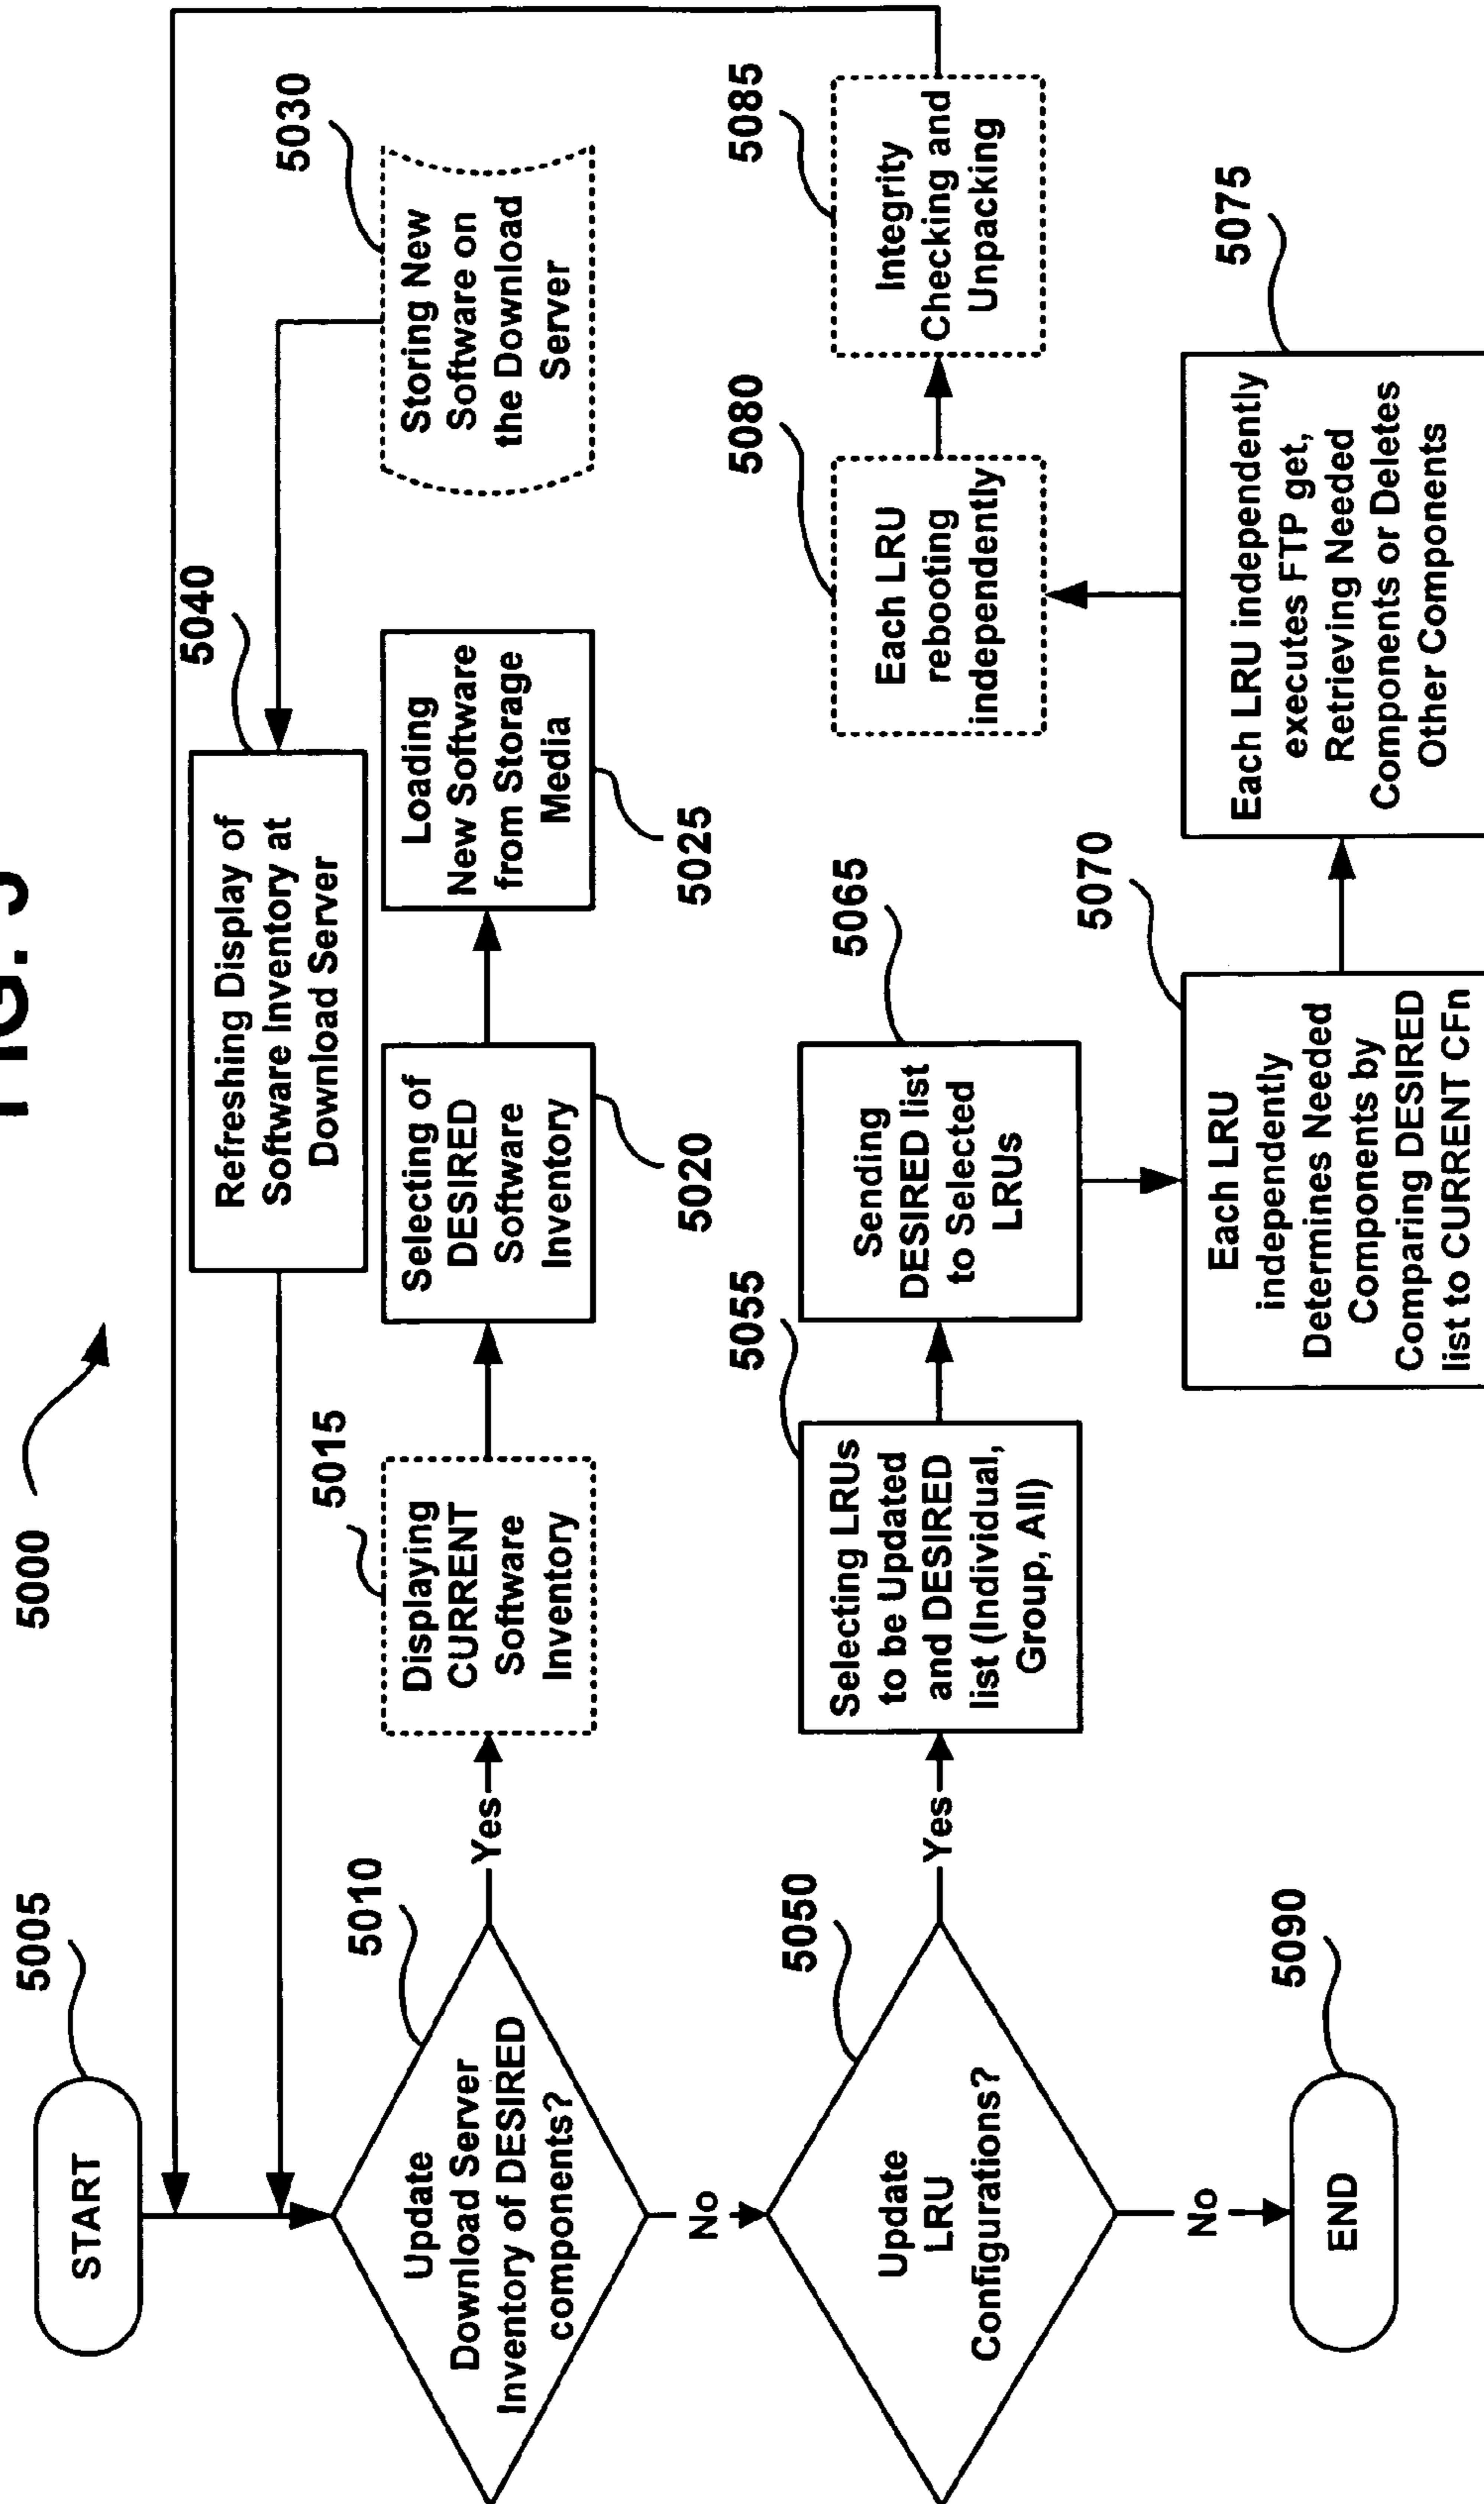 FIG. 5
5000
5005
START
5010
Update
Download Server
Inventory of DESIRED
components?
Yes
5015
Displaying
CURRENT
Software
Inventory
Selecting of
DESIRED
Software
Inventory
5020
Loading
New Software
from Storage
Media
5025
5030
Storing New
Software on
the Download
Server
5040
Refreshing Display of
Software Inventory at
Download Server
No
5050
Update
LRU
Configurations?
Yes
5055
Selecting LRUs
to be Updated
and DESIRED
list (Individual,
Group, All)
5065
Sending
DESIRED list
to Selected
LRUs
5070
Each LRU
independently
Determines Needed
Components by
Comparing DESIRED
list to CURRENT CFn
5075
Each LRU independently
executes FTP get,
Retrieving Needed
Components or Deletes
Other Components
5080
Each LRU
rebooting
independently
5085
Integrity
Checking and
Unpacking
No
5090
END